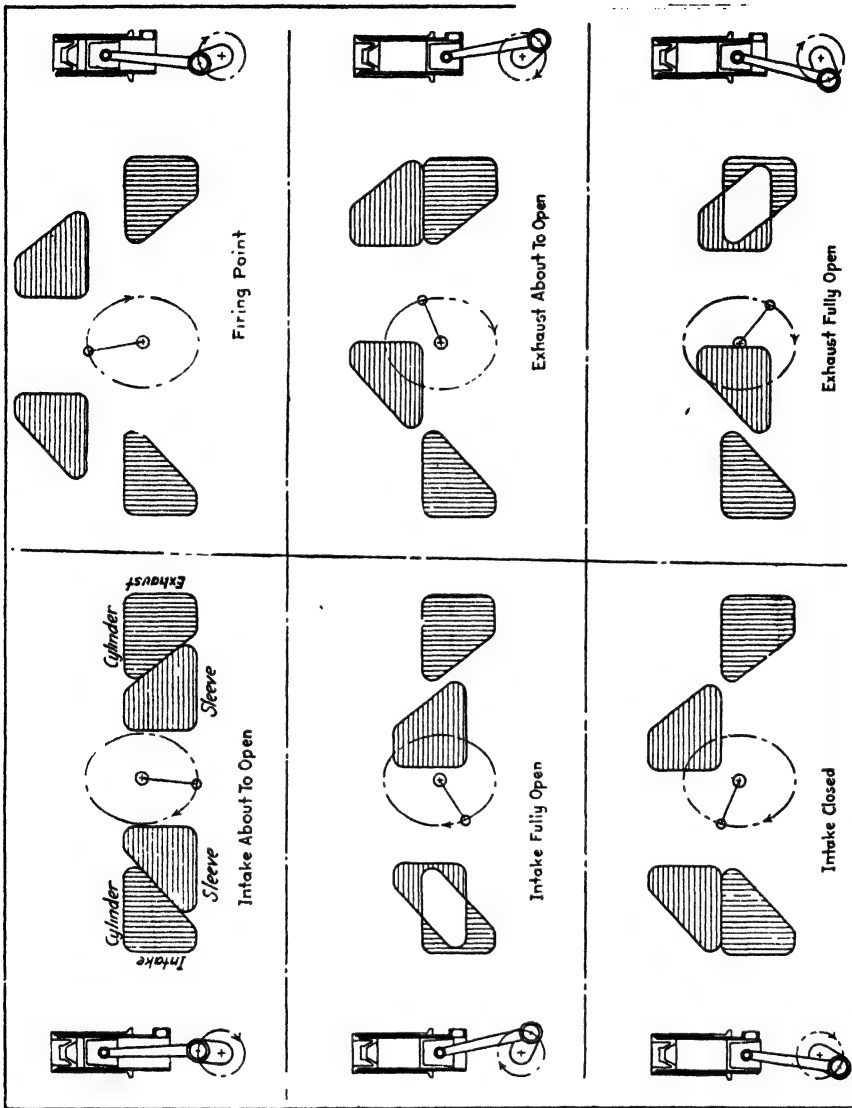 Cylinder
Cylinder
Intake
Exhaust
Sleeve
Sleeve
Intake About To Open
Firing Point
Intake Fully Open
Exhaust About To Open
Intake Closed
Exhaust Fully Open